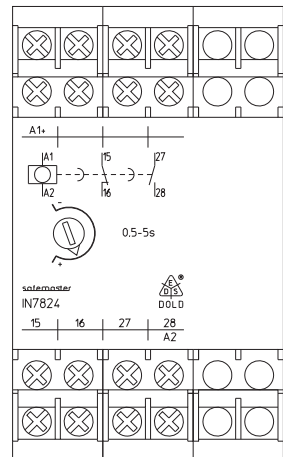 A1+
A1 15 27
A2 16 28
-
0.5-5s
+
safemaster
IN7824
E
D S
®
DOLD
15 16 27 28
A2